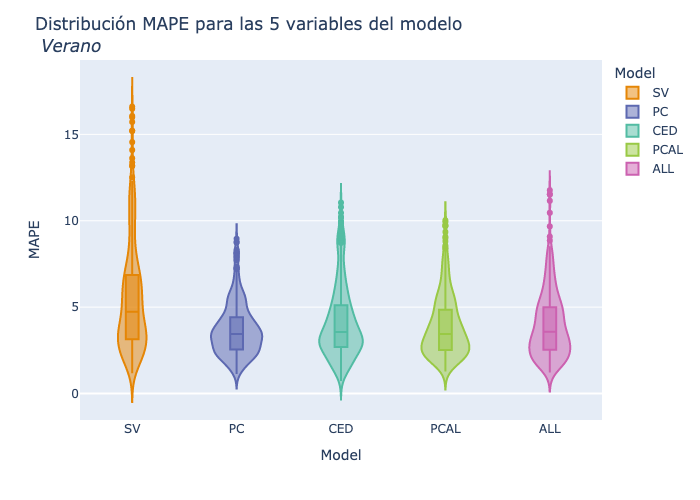 Distribución MAPE para las 5 variables del modelo
Verano
Model
SV
PC
CED
PCAL
ALL
MAPE
15
10
5
0
SV
PC
CED
PCAL
ALL
Model